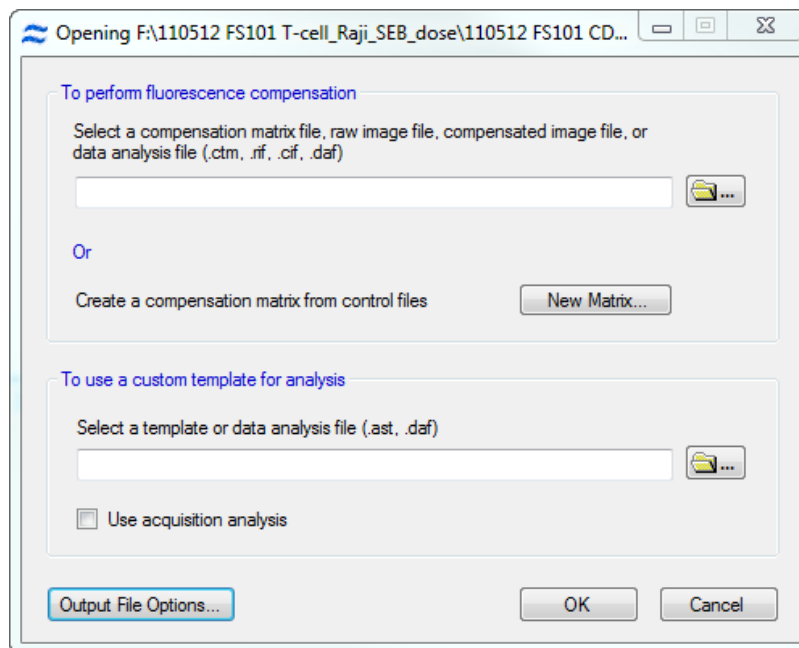 Opening F:\110512 FS101 T-cell_Raji_SEB_dose\110512 FS101 CD...
To perform fluorescence compensation
Select a compensation matrix file, raw image file, compensated image file, or
data analysis file (.ctm, .rif, .cif, .daf)
...
Or
Create a compensation matrix from control files
New Matrix...
To use a custom template for analysis
Select a template or data analysis file (.ast, .daf)
...
Use acquisition analysis
Output File Options...
OK
Cancel